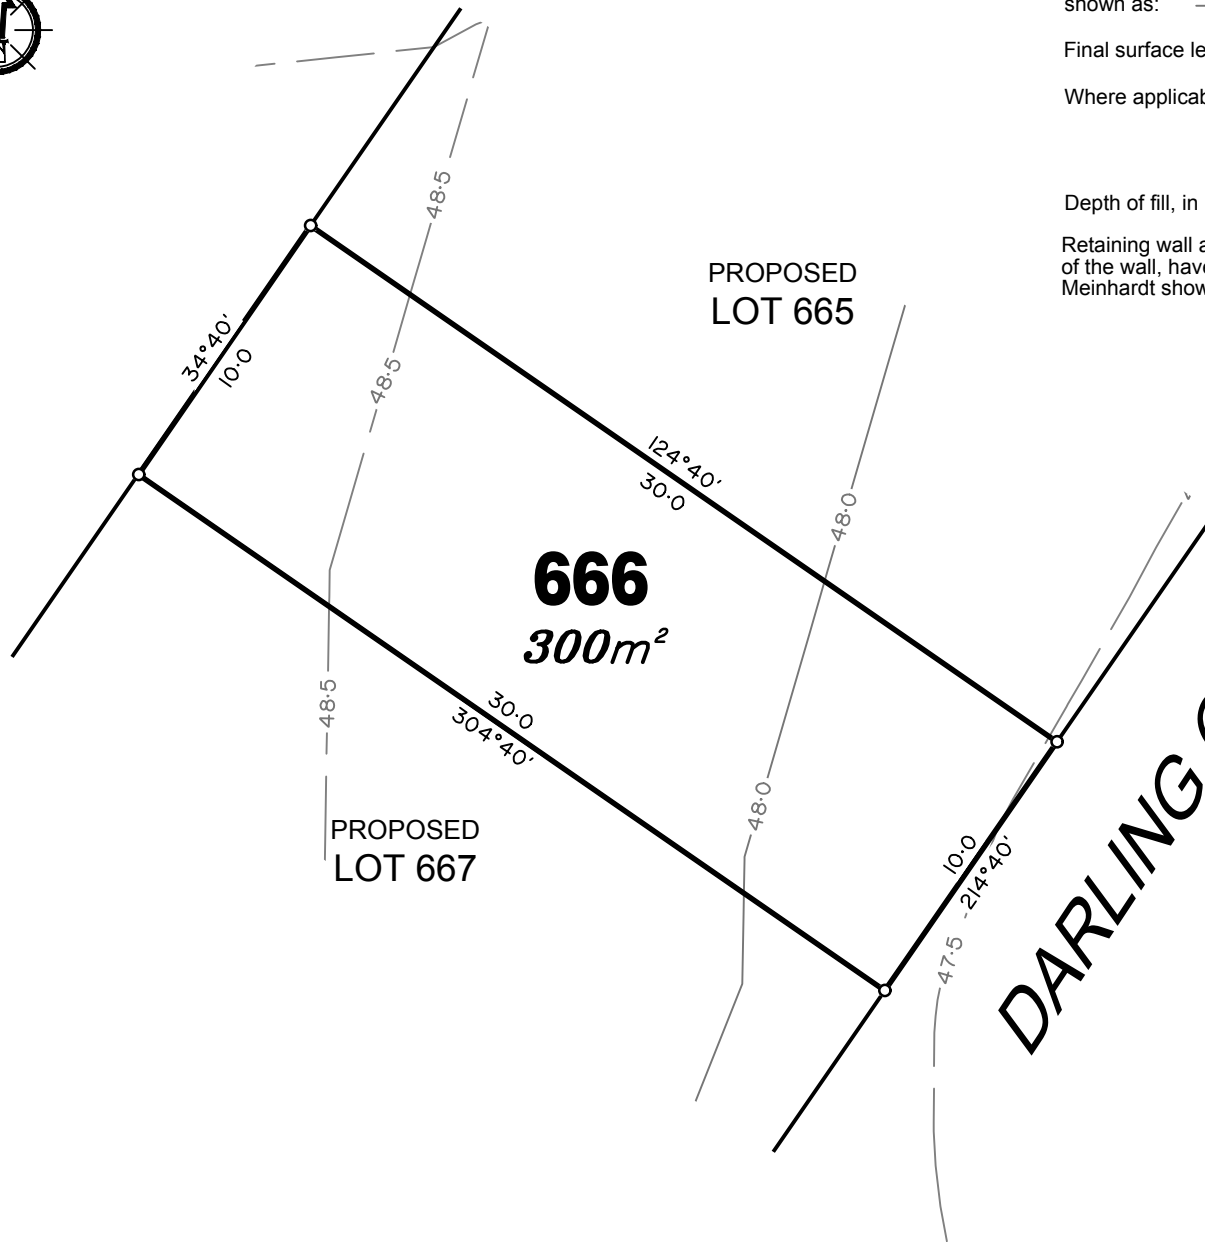 shown as:
Final surface le
Where applicab
Depth of fill, in
Retaining wall a
of the wall, have
Meinhardt show
48·5
34°40'
10·0
PROPOSED
LOT 665
48·5
124°40'
30·0
48·0
666
300m²
48·5
30·0
304°40'
48·0
PROPOSED
LOT 667
10·0
214°40'
47·5
DARLING